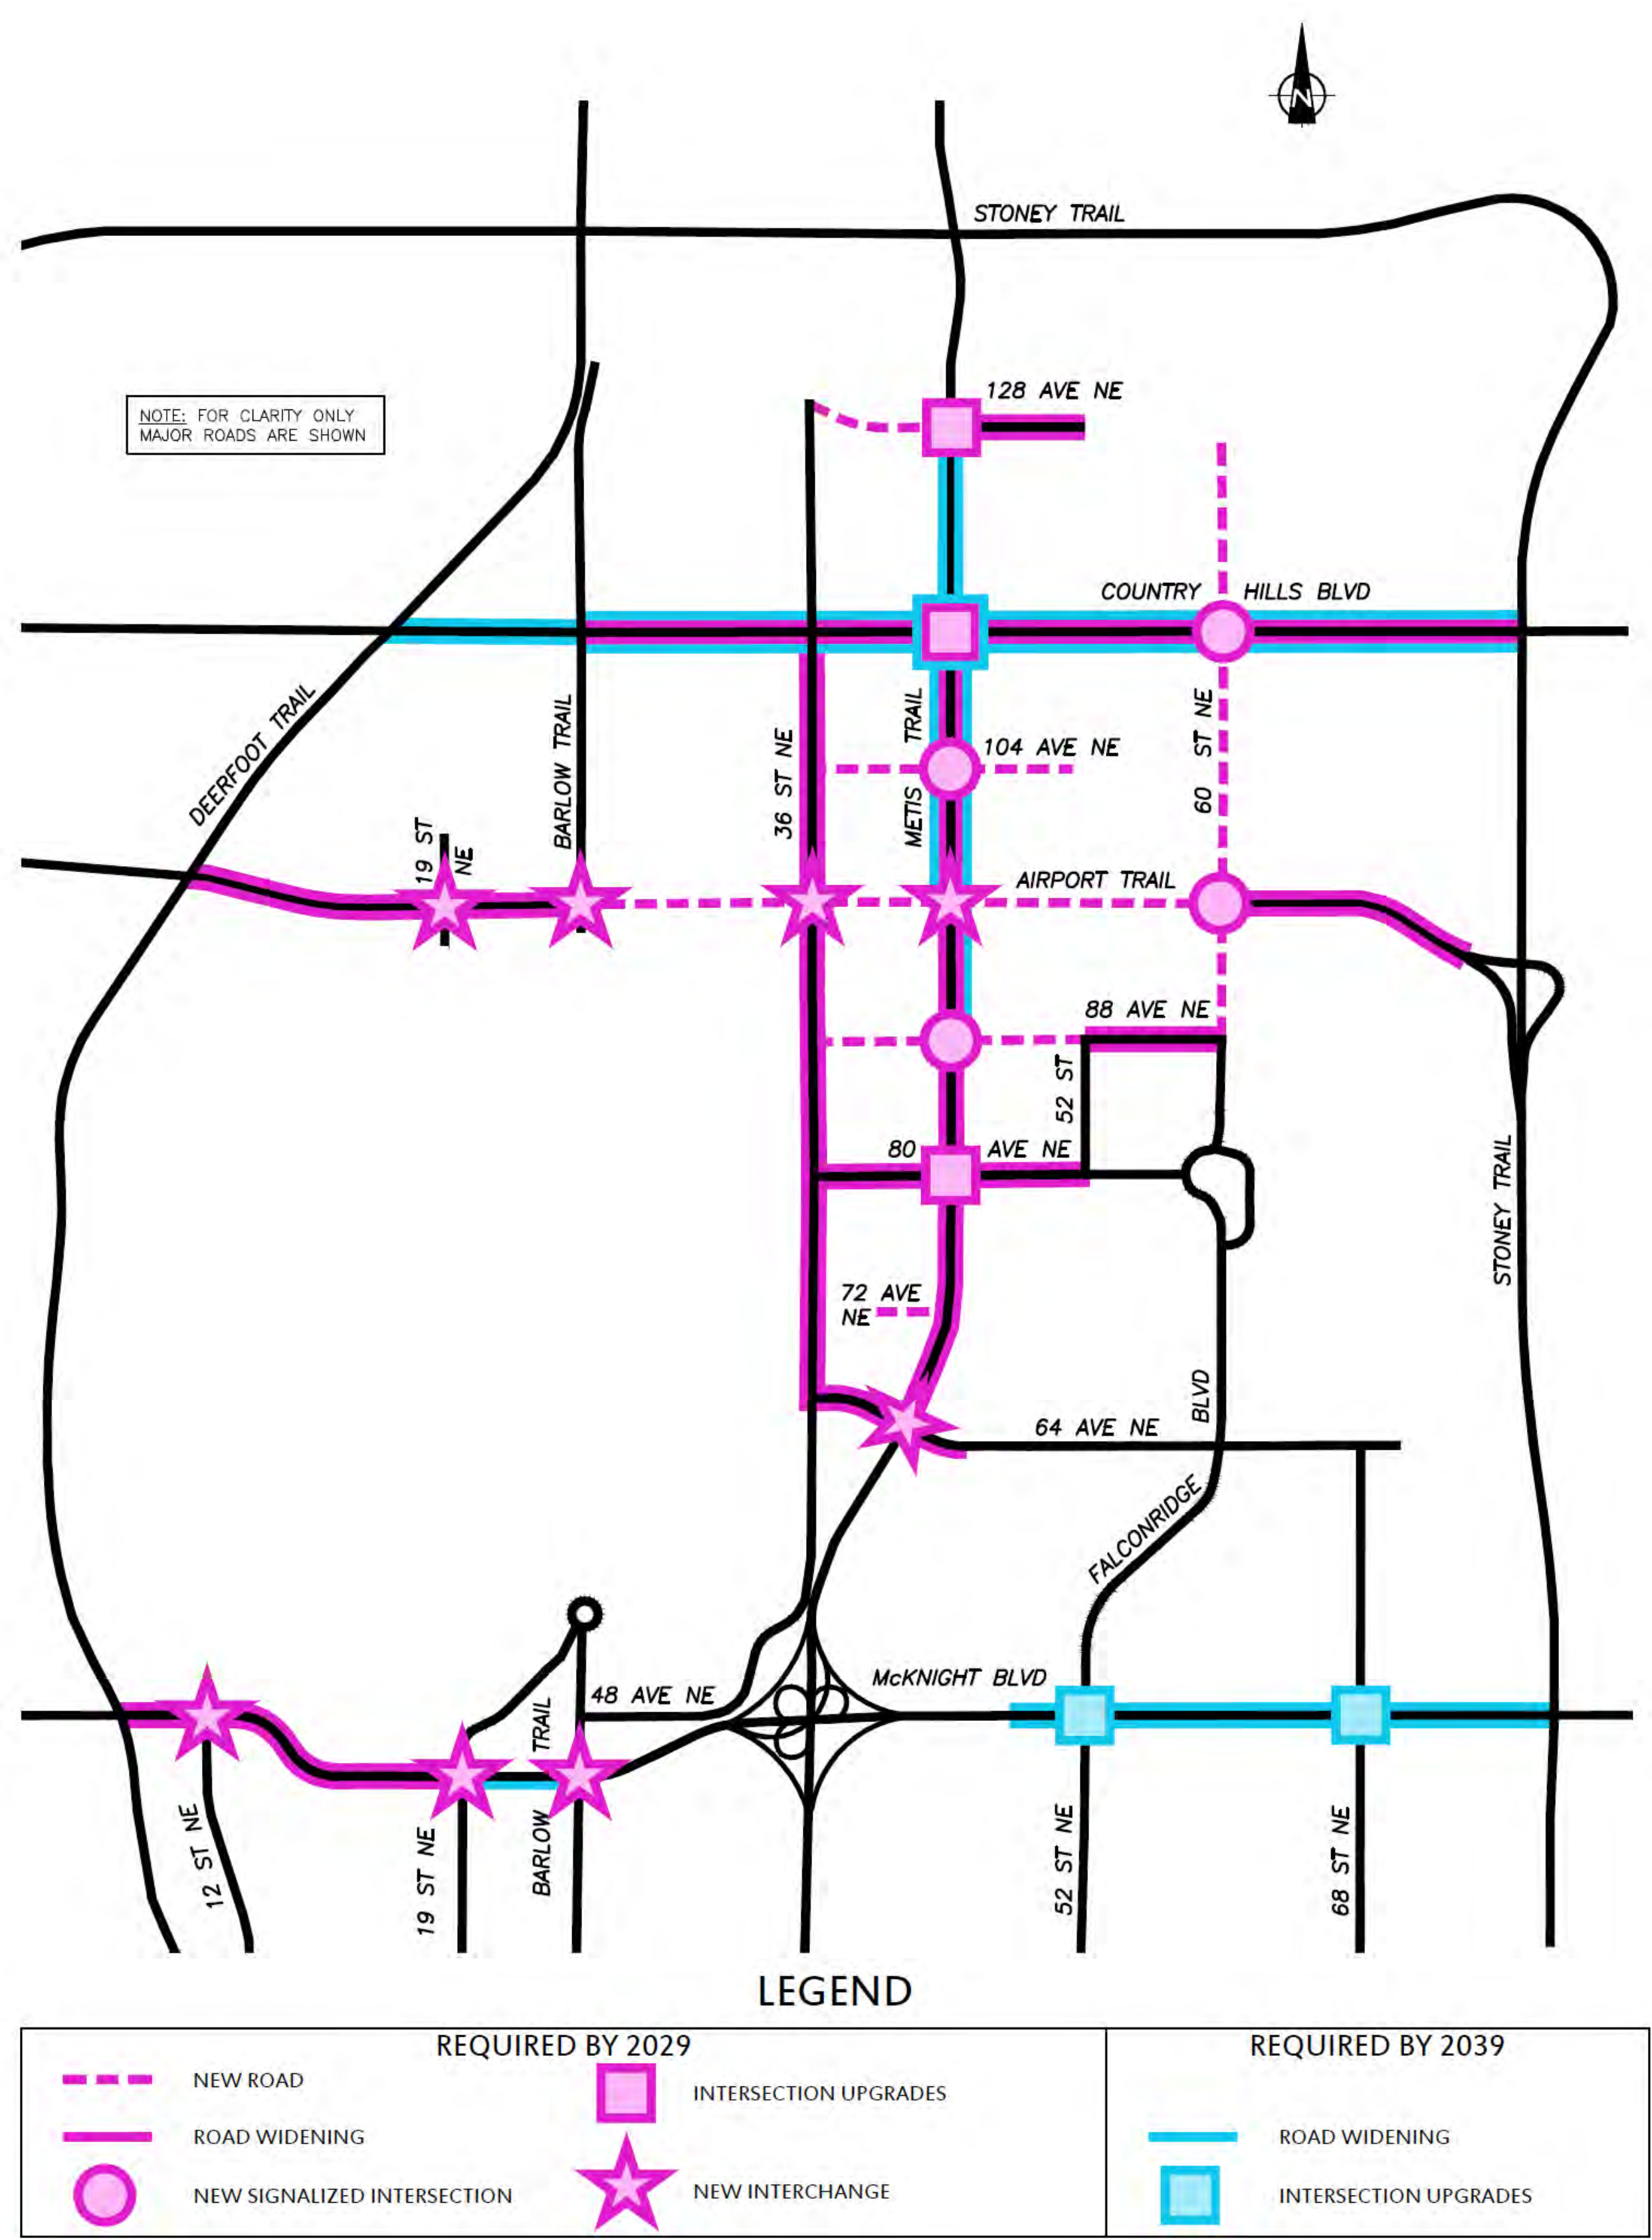 N
STONEY TRAIL
128 AVE NE
NOTE: FOR CLARITY ONLY
MAJOR ROADS ARE SHOWN
COUNTRY HILLS BLVD
DEERFOOT TRAIL
BARLOW TRAIL
36 ST NE
METIS TRAIL
104 AVE NE
60 ST NE
19 ST
NE
AIRPORT TRAIL
88 AVE NE
52 ST
80 AVE NE
STONEY TRAIL
72 AVE
NE
64 AVE NE
FALCONRIDGE BLVD
McKNIGHT BLVD
48 AVE NE
BARLOW TRAIL
12 ST NE
19 ST NE
52 ST NE
68 ST NE
LEGEND
REQUIRED BY 2029
NEW ROAD
ROAD WIDENING
NEW SIGNALIZED INTERSECTION
INTERSECTION UPGRADES
NEW INTERCHANGE
REQUIRED BY 2039
ROAD WIDENING
INTERSECTION UPGRADES